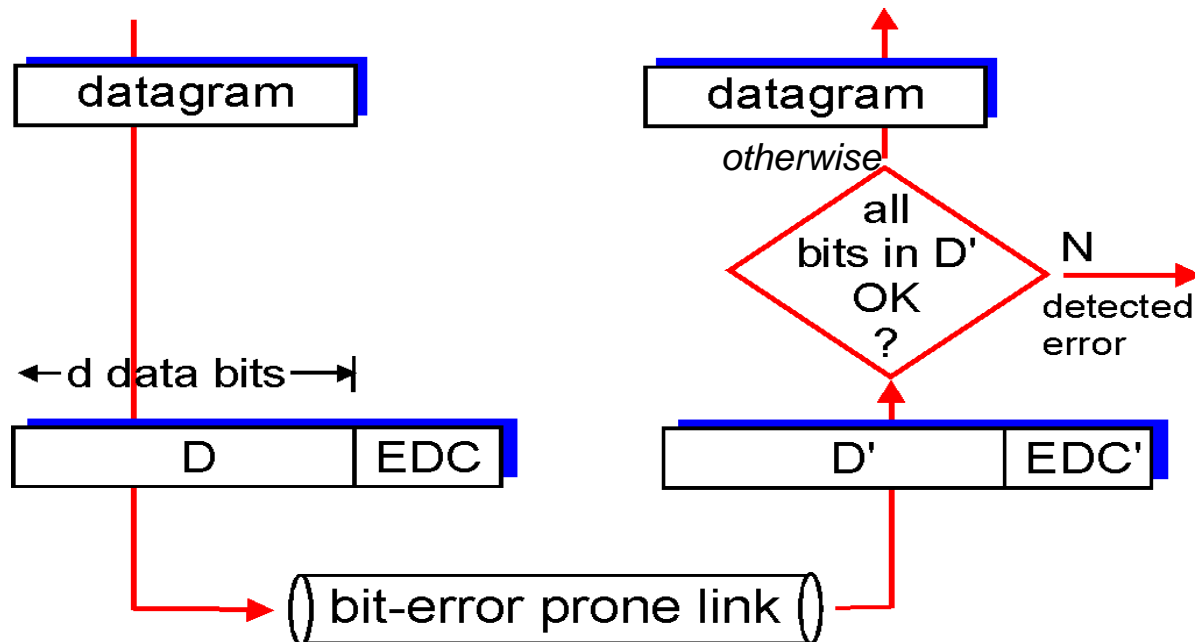 datagram
datagram
otherwise
all
bits in D'
OK
?
N
detected
error
d data bits
D
EDC
D'
EDC'
bit-error prone link